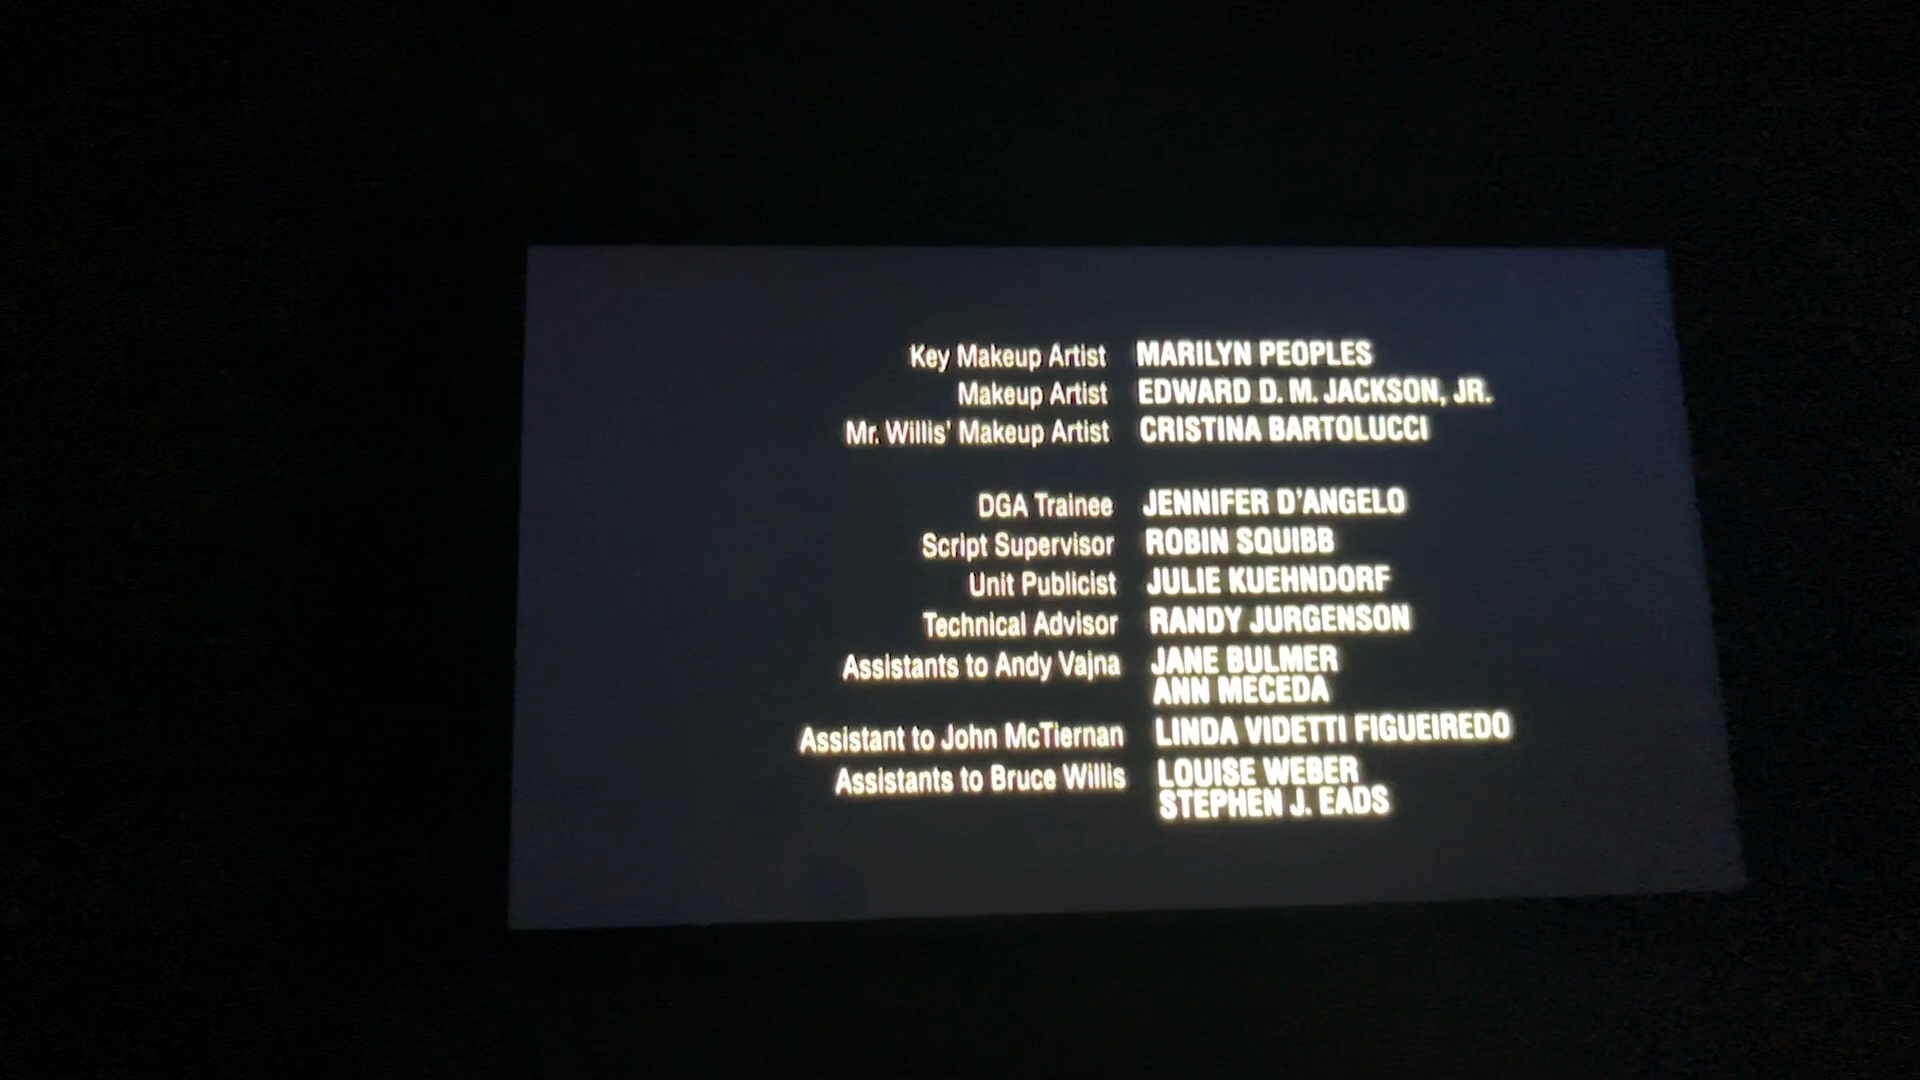 Key Makeup Artist MARILYN PEOPLES
Makeup Artist EDWARD D. M. JACKSON, JR.
Mr. Willis' Makeup Artist CRISTINA BARTOLUCCI
DGA Trainee JENNIFER D'ANGELO
Script Supervisor ROBIN SQUIBB
Unit Publicist JULIE KUEHNDORF
Technical Advisor RANDY JURGENSON
Assistants to Andy Vajna JANE BULMER
ANN MECEDA
Assistant to John McTiernan LINDA VIDETTI FIGUEIREDO
Assistants to Bruce Willis LOUISE WEBER
STEPHEN J. EADS